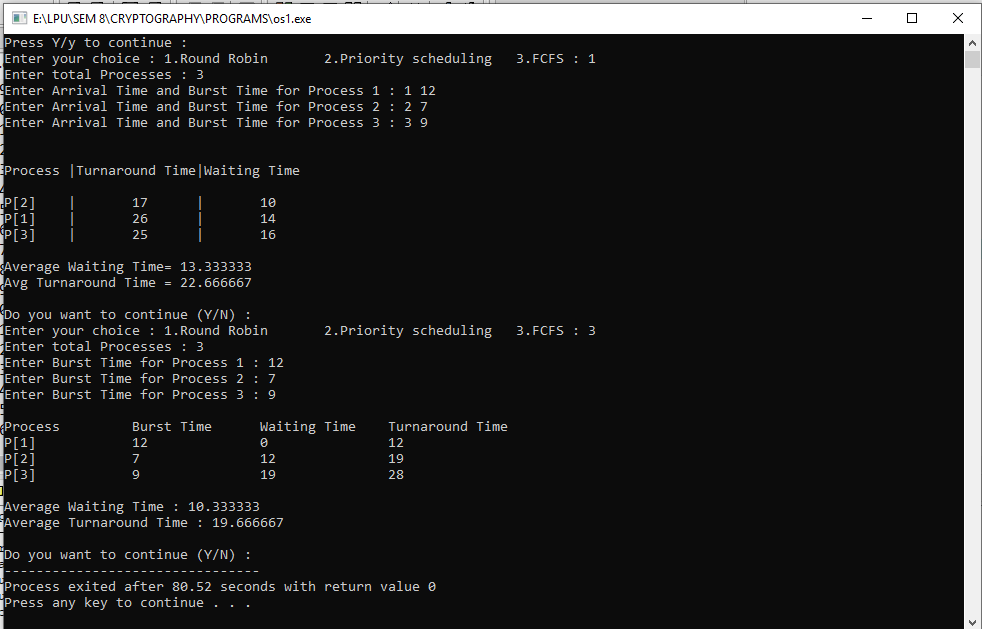 E:\LPU\SEM 8\CRYPTOGRAPHY\PROGRAMS\os1.exe
Press Y/y to continue :
Enter your choice : 1.Round Robin       2.Priority scheduling   3.FCFS : 1
Enter total Processes : 3
Enter Arrival Time and Burst Time for Process 1 : 1 12
Enter Arrival Time and Burst Time for Process 2 : 2 7
Enter Arrival Time and Burst Time for Process 3 : 3 9
Process |Turnaround Time|Waiting Time
P[2]    |       17      |       10
P[1]    |       26      |       14
P[3]    |       25      |       16
Average Waiting Time= 13.333333
Avg Turnaround Time = 22.666667
Do you want to continue (Y/N) :
Enter your choice : 1.Round Robin       2.Priority scheduling   3.FCFS : 3
Enter total Processes : 3
Enter Burst Time for Process 1 : 12
Enter Burst Time for Process 2 : 7
Enter Burst Time for Process 3 : 9
Process         Burst Time      Waiting Time    Turnaround Time
P[1]            12              0               12
P[2]            7               12              19
P[3]            9               19              28
Average Waiting Time : 10.333333
Average Turnaround Time : 19.666667
Do you want to continue (Y/N) :
--------------------------------
Process exited after 80.52 seconds with return value 0
Press any key to continue . . .